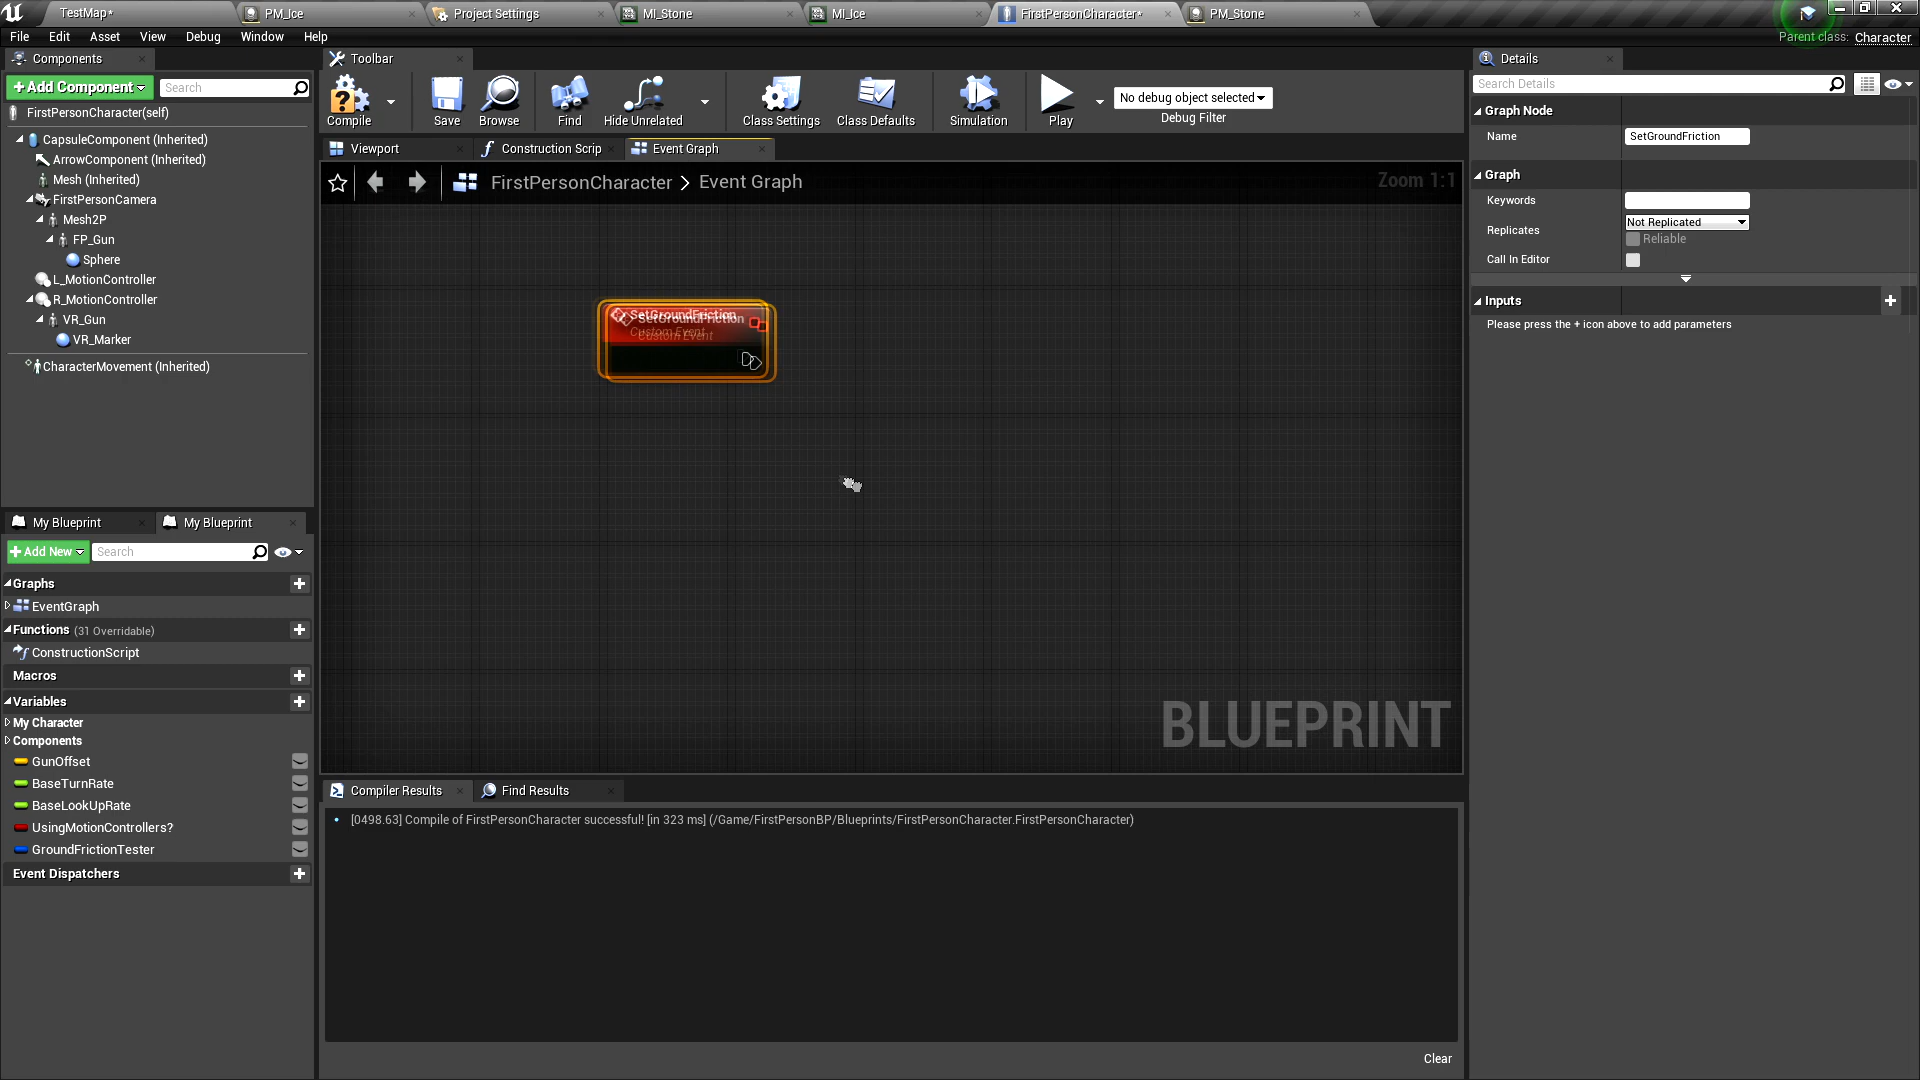 TestMap*
PM_Ice
Project Settings
MI_Stone
MI_Ice
FirstPersonCharacter*
PM_Stone
File Edit Asset View Debug Window Help
Parent class: Character
Components
Toolbar
Details
+Add Component
Search
Search Details
FirstPersonCharacter(self)
CapsuleComponent (Inherited)
ArrowComponent (Inherited)
Mesh (Inherited)
FirstPersonCamera
Mesh2P
FP_Gun
Sphere
L_MotionController
R_MotionController
VR_Gun
VR_Marker
CharacterMovement (Inherited)
Compile
Save
Browse
Find
Hide Unrelated
Class Settings
Class Defaults
Simulation
Play
No debug object selected
Debug Filter
Viewport
Construction Scrip
Event Graph
FirstPersonCharacter > Event Graph
Zoom 1:1
SetGroundFriction
SetGroundFriction
Custom Event
Custom Event
BLUEPRINT
Graph Node
Name
SetGroundFriction
Graph
Keywords
Replicates
Not Replicated
Reliable
Call In Editor
Inputs
Please press the + icon above to add parameters
My Blueprint
My Blueprint
+Add New
Search
Graphs
EventGraph
Functions (31 Overridable)
ConstructionScript
Macros
Variables
My Character
Components
GunOffset
BaseTurnRate
BaseLookUpRate
UsingMotionControllers?
GroundFrictionTester
Event Dispatchers
Compiler Results
Find Results
[0498.63] Compile of FirstPersonCharacter successful! [in 323 ms] (/Game/FirstPersonBP/Blueprints/FirstPersonCharacter.FirstPersonCharacter)
Clear